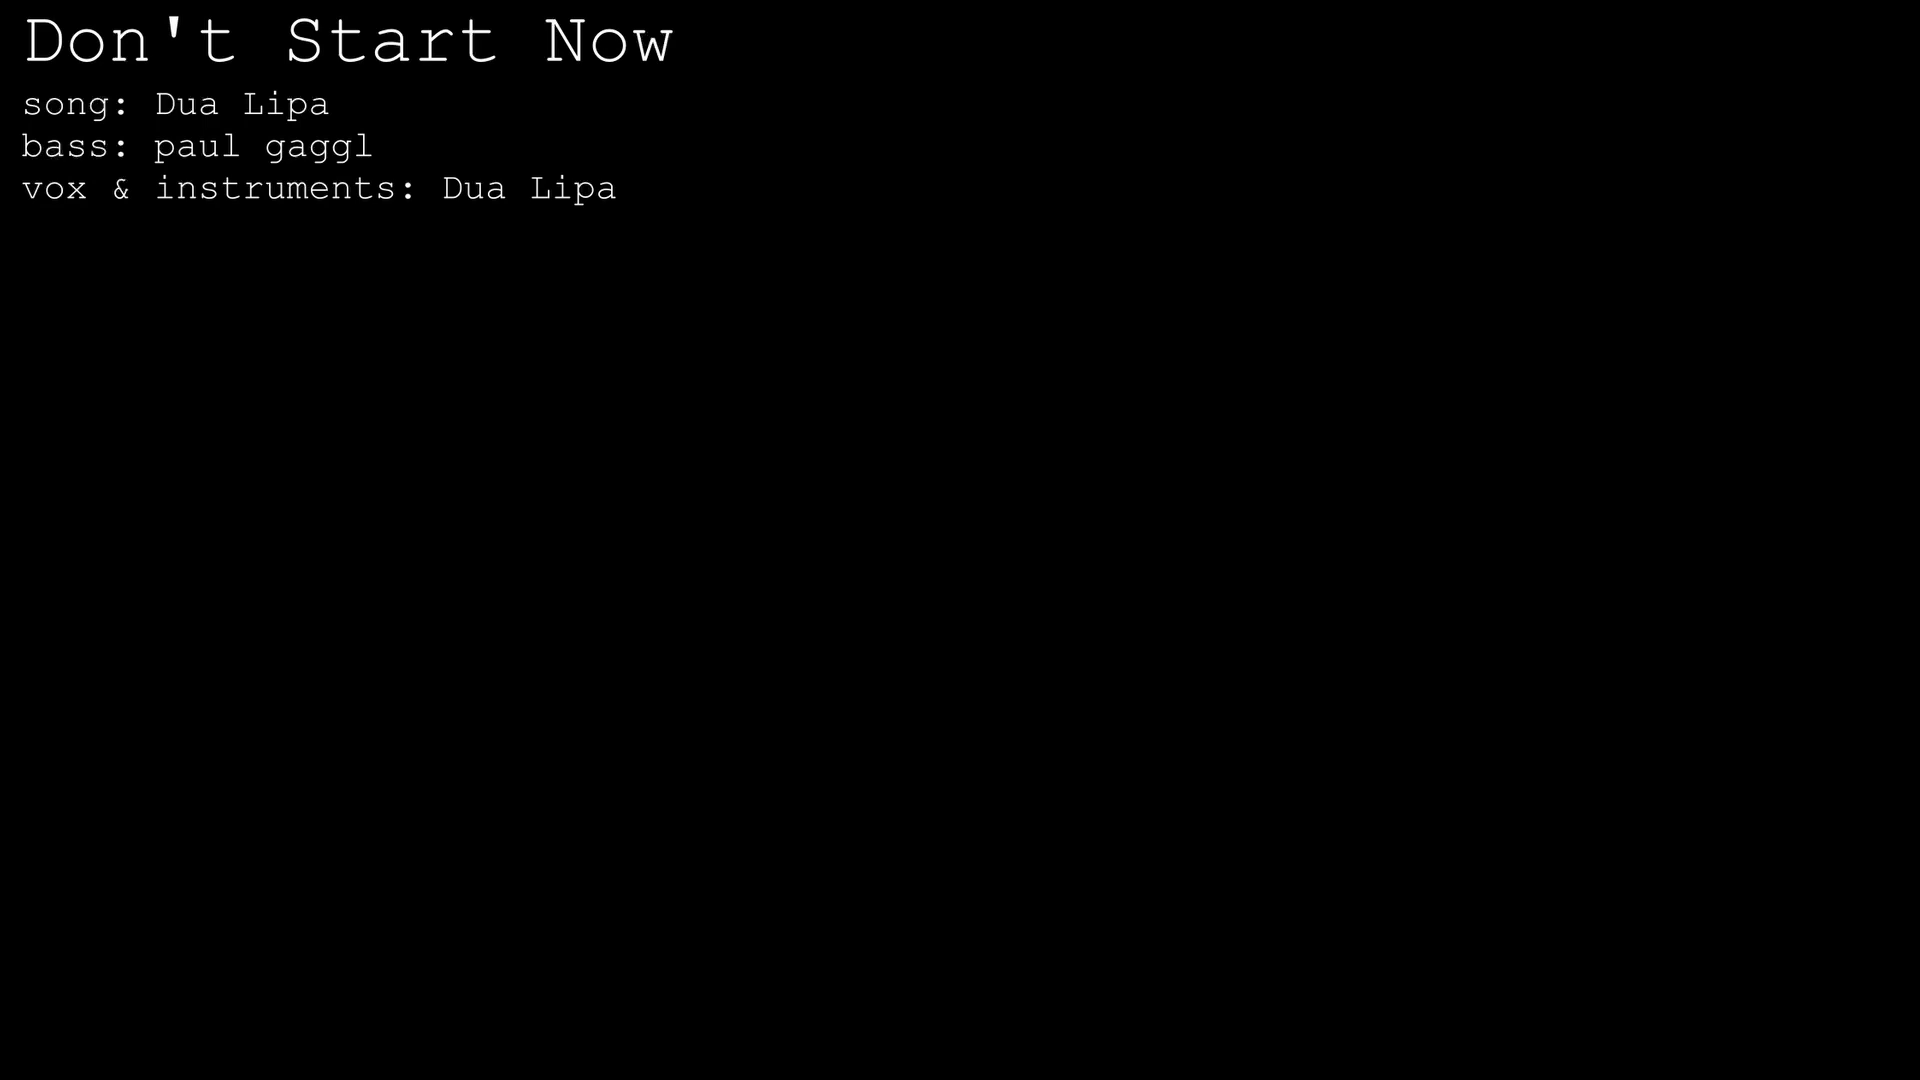 Don't Start Now
song: Dua Lipa
bass: paul gaggl
vox & instruments: Dua Lipa